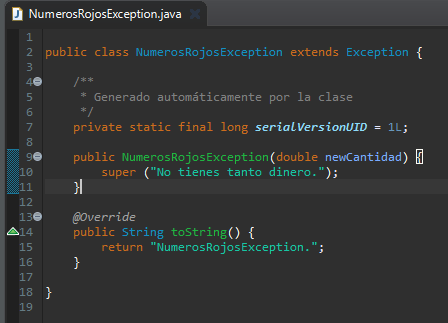 NumerosRojosException.java
1
2 public class NumerosRojosException extends Exception {
3
4 /**
5 * Generado automáticamente por la clase
6 */
7 private static final long serialVersionUID = 1L;
8
9 public NumerosRojosException(double newCantidad) {
10 super ("No tienes tanto dinero.");
11 }
12
13 @Override
14 public String toString() {
15 return "NumerosRojosException.";
16 }
17
18 }
19